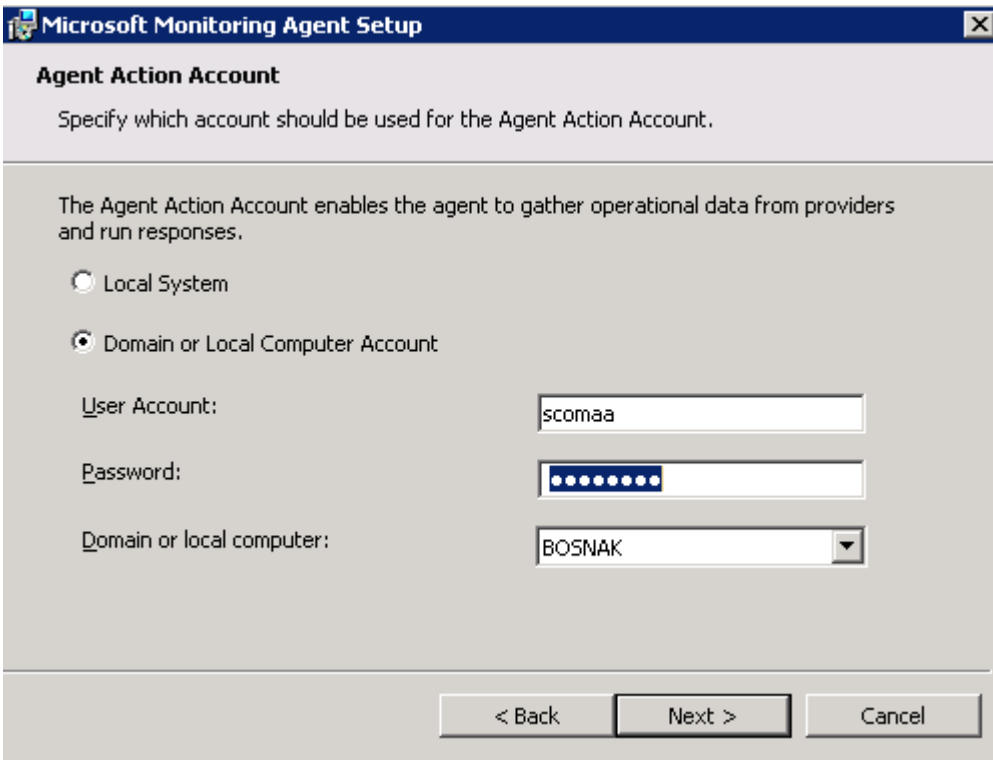 Microsoft Monitoring Agent Setup
Agent Action Account
Specify which account should be used for the Agent Action Account.
The Agent Action Account enables the agent to gather operational data from providers
and run responses.
Local System
Domain or Local Computer Account
User Account:
scomaa
Password:
●●●●●●●●
Domain or local computer:
BOSNAK
< Back
Next >
Cancel